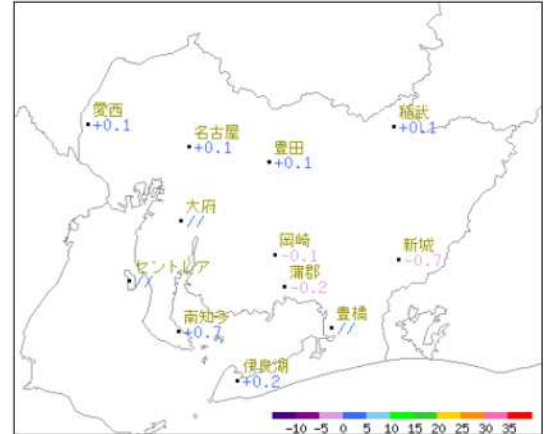 愛西
+0.1
名古屋
+0.1
豊田
+0.1
稲武
+0.1
大府
//
岡崎
-0.1
新城
-0.7
セントレア
//
蒲郡
-0.2
南知多
+0.7
豊橋
//
伊良湖
+0.2
-10 -5 0 5 10 15 20 25 30 35